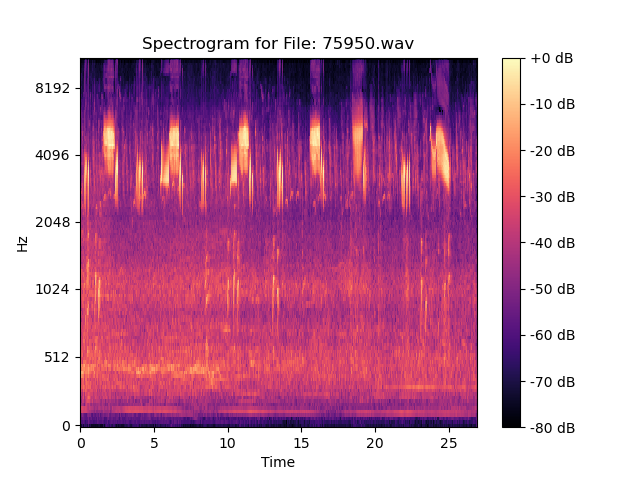 Spectrogram for File: 75950.wav
Hz
8192
4096
2048
1024
512
0
0 5 10 15 20 25
Time
+0 dB
-10 dB
-20 dB
-30 dB
-40 dB
-50 dB
-60 dB
-70 dB
-80 dB